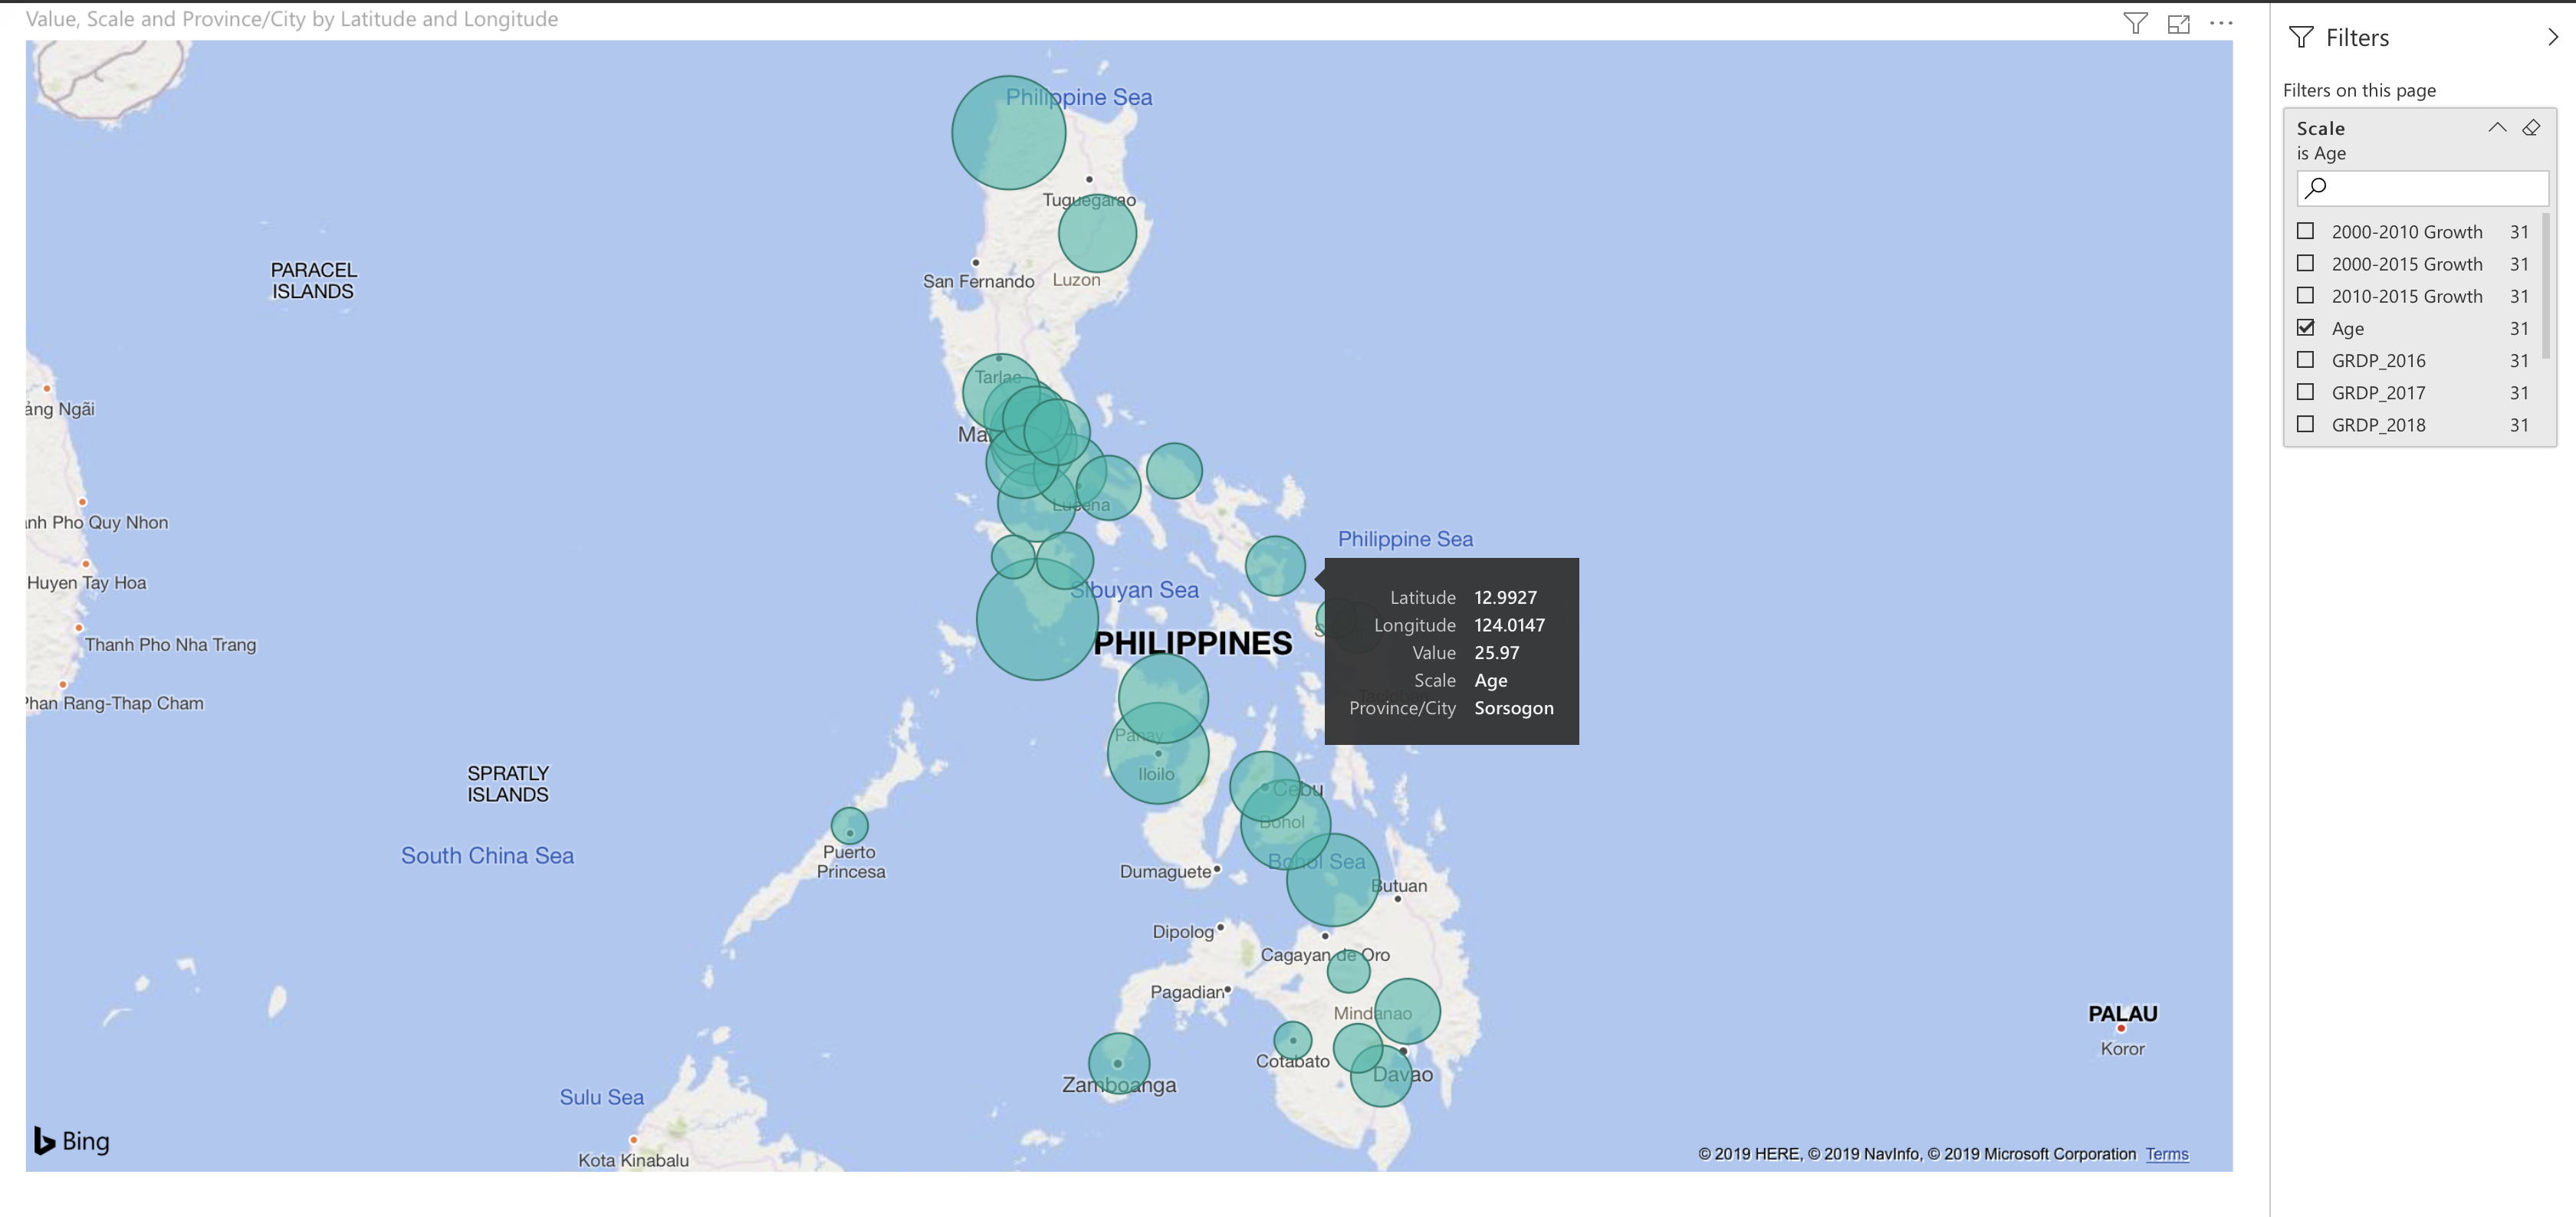 Value, Scale and Province/City by Latitude and Longitude
Philippine Sea
Tuguegarao
San Fernando
Luzon
PARACEL
ISLANDS
Tarlac
ảng Ngãi
Ma
Lucena
nh Pho Quy Nhon
Philippine Sea
Huyen Tay Hoa
Sibuyan Sea
PHILIPPINES
Thanh Pho Nha Trang
Phan Rang-Thap Cham
Latitude 12.9927
Longitude 124.0147
Value 25.97
Scale Age
Province/City Sorsogon
Panay
Iloilo
SPRATLY
ISLANDS
Cebu
Bohol
South China Sea
Puerto
Princesa
Bohol Sea
Dumaguete
Butuan
Dipolog
Cagayan de Oro
Pagadian
Mindanao
PALAU
Koror
Cotabato
Davao
Zamboanga
Sulu Sea
Kota Kinabalu
Bing
© 2019 HERE, © 2019 NavInfo, © 2019 Microsoft Corporation Terms
Filters
Filters on this page
Scale
is Age
2000-2010 Growth 31
2000-2015 Growth 31
2010-2015 Growth 31
Age 31
GRDP_2016 31
GRDP_2017 31
GRDP_2018 31